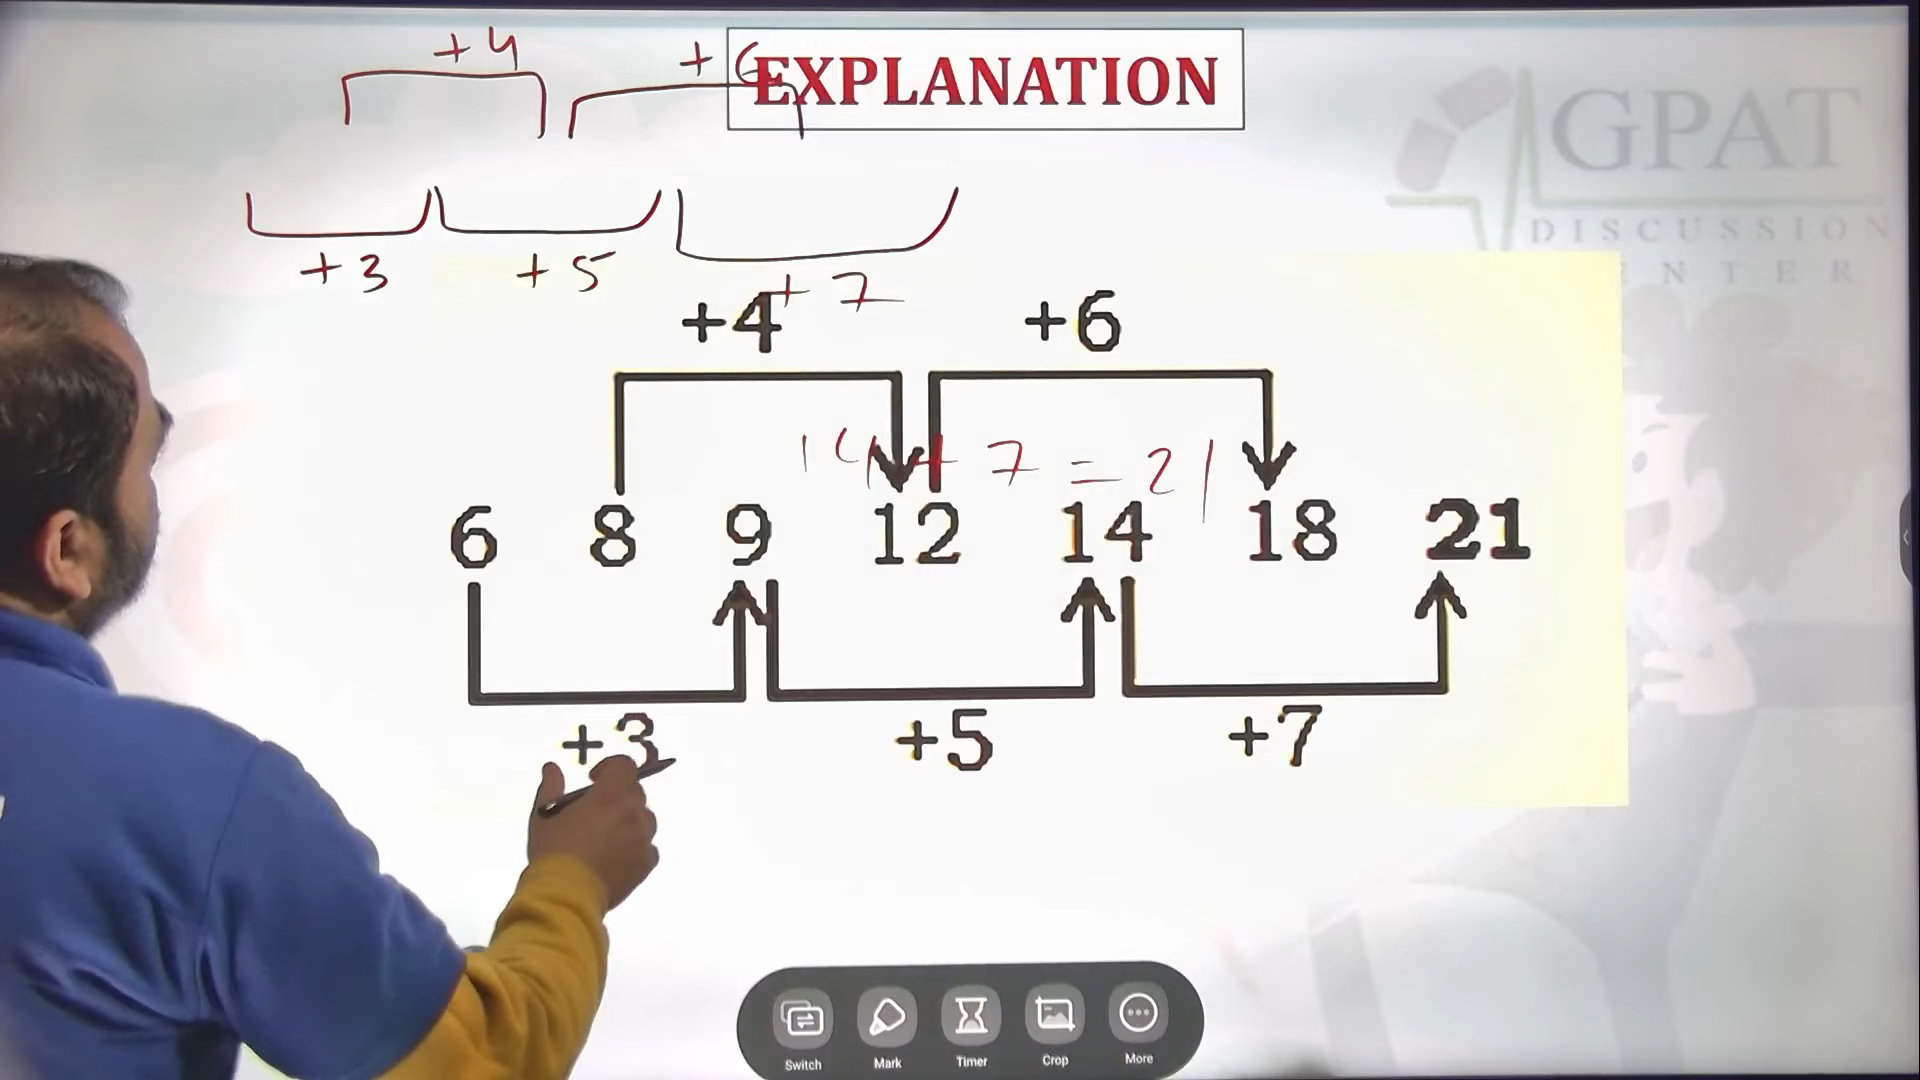 +4
+6
EXPLANATION
GPAT
DISCUSSION
ENTER
+3
+5
+7
+4
+6
14+7=21
6 8 9 12 14 18 21
+3
+5
+7
Switch
Mark
Timer
Crop
More